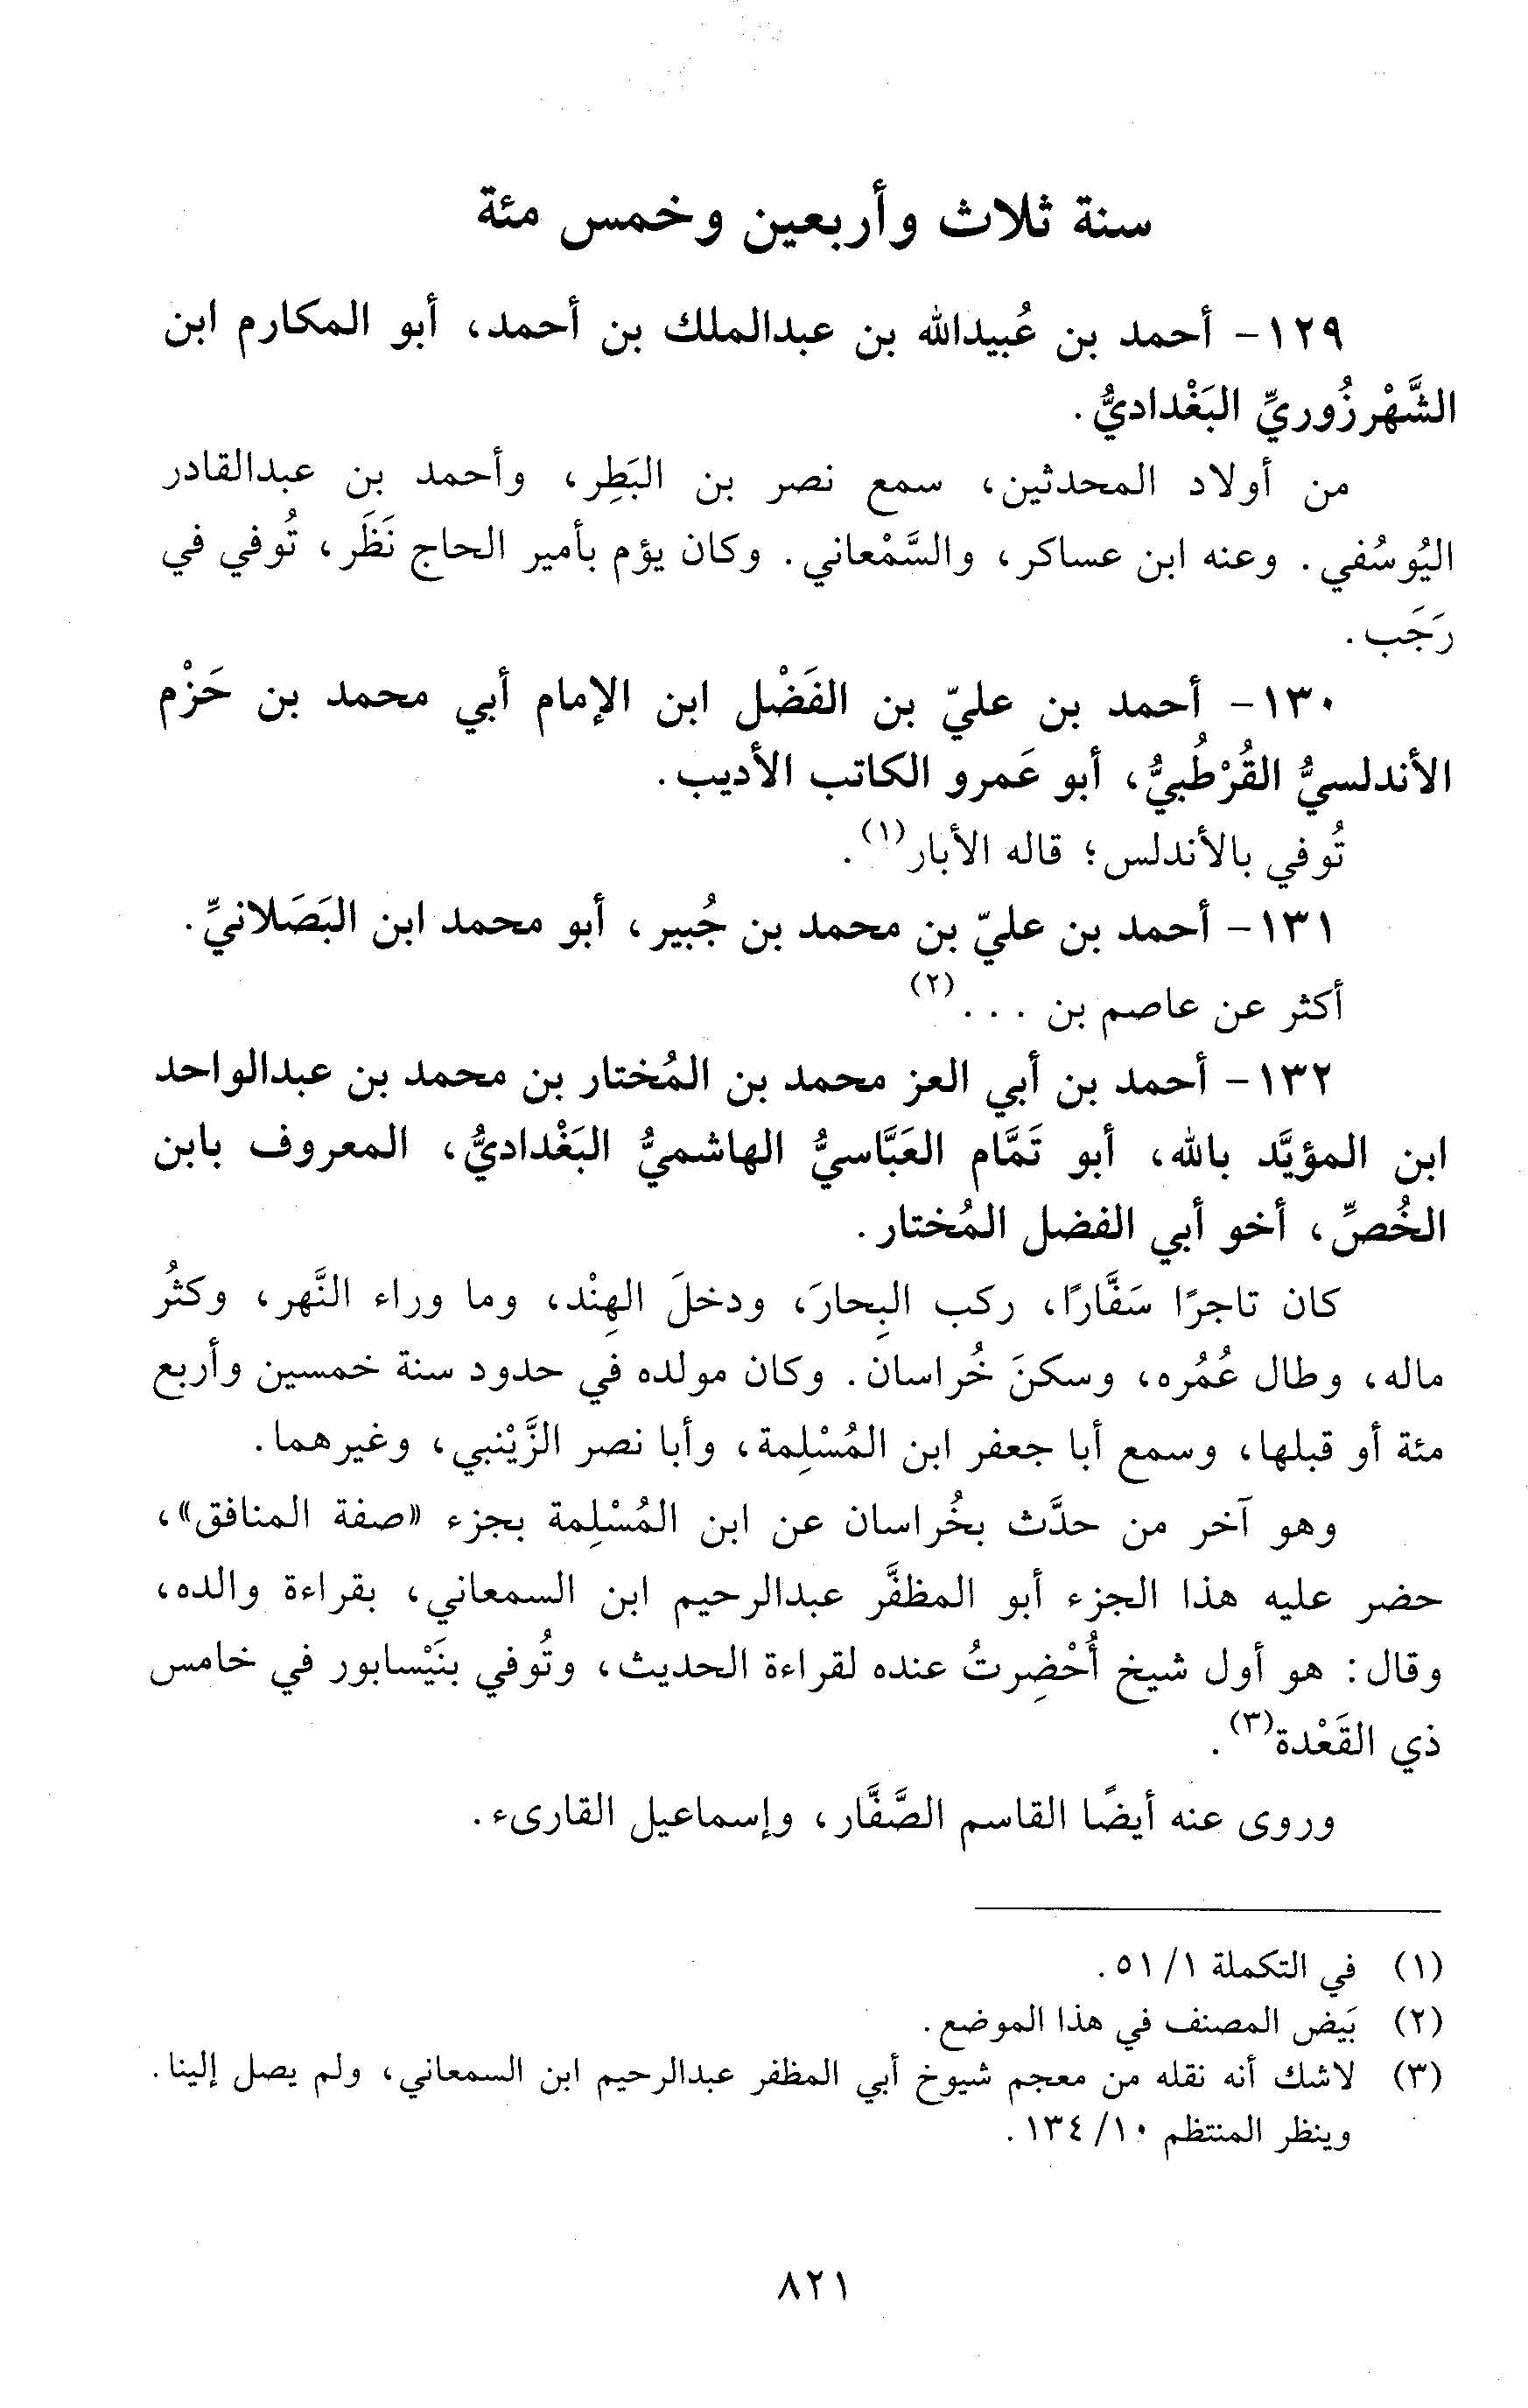 سنة ثلاث وأربعين وخمس مئة
١٢٩- أحمد بن عُبيدالله بن عبدالملك بن أحمد، أبو المكارم ابن
الشَّهْرزُوريِّ البَغْداديُّ.
من أولاد المحدثين، سمع نصر بن البَطِر، وأحمد بن عبدالقادر
اليُوسُفي. وعنه ابن عساكر، والسَّمْعاني. وكان يؤم بأمير الحاج نَظَر، تُوفي في
رَجَب.
١٣٠- أحمد بن عليّ بن الفَضْل ابن الإمام أبي محمد بن حَزْم
الأندلسيُّ القُرْطُبيُّ، أبو عَمرو الكاتب الأديب.
تُوفي بالأندلس؛ قاله الأبار(١).
١٣١- أحمد بن عليّ بن محمد بن جُبير، أبو محمد ابن البَصَلانيِّ.
أكثر عن عاصم بن . . .(٢)
١٣٢- أحمد بن أبي العز محمد بن المُختار بن محمد بن عبدالواحد
ابن المؤيَّد بالله، أبو تَمَّام العَبَّاسيُّ الهاشميُّ البَغْداديُّ، المعروف بابن
الخُصِّ، أخو أبي الفضل المُختار.
كان تاجرًا سَفَّارًا، ركب البِحارَ، ودخلَ الهِنْد، وما وراء النَّهر، وكثُر
ماله، وطال عُمُره، وسكنَ خُراسان. وكان مولده في حدود سنة خمسين وأربع
مئة أو قبلها، وسمع أبا جعفر ابن المُسْلِمة، وأبا نصر الزَّيْنبي، وغيرهما.
وهو آخر من حدَّث بخُراسان عن ابن المُسْلِمة بجزء «صفة المنافق»،
حضر عليه هذا الجزء أبو المظفَّر عبدالرحيم ابن السمعاني، بقراءة والده،
وقال: هو أول شيخ أُحْضِرتُ عنده لقراءة الحديث، وتُوفي بنَيْسابور في خامس
ذي القَعْدة(٣).
وروى عنه أيضًا القاسم الصَّفَّار، وإسماعيل القارىء.
(١) في التكملة ١/ ٥١.
(٢) بَيض المصنف في هذا الموضع.
(٣) لاشك أنه نقله من معجم شيوخ أبي المظفر عبدالرحيم ابن السمعاني، ولم يصل إلينا.
وينظر المنتظم ١٠/ ١٣٤.
٨٢١